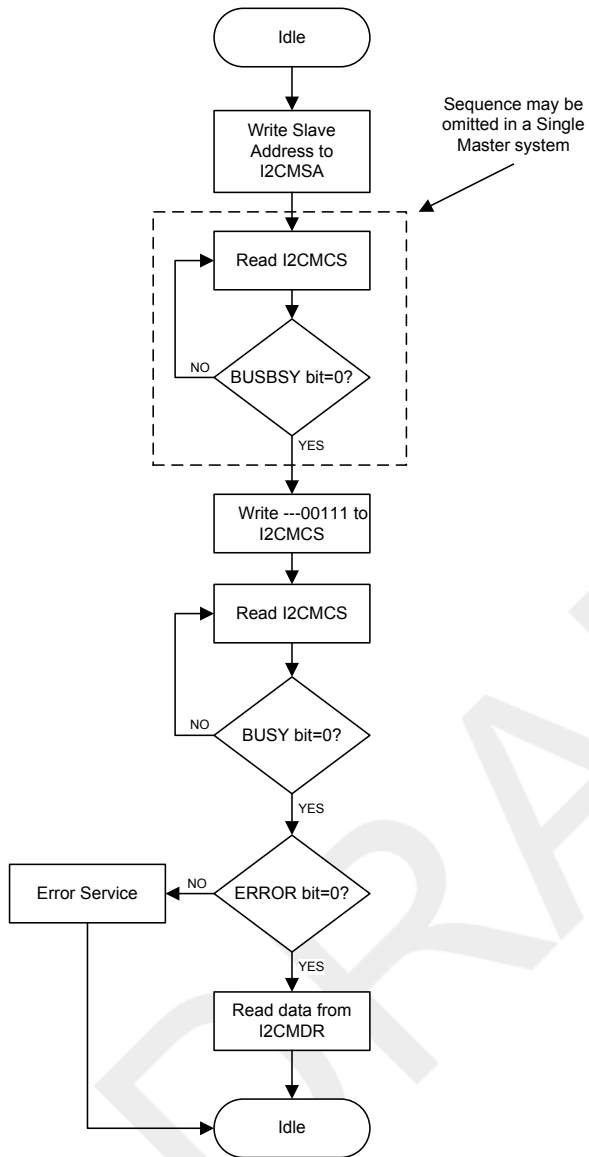 Idle
Sequence may be
omitted in a Single
Master system
Write Slave
Address to
I2CMSA
Read I2CMCS
NO
BUSBSY bit=0?
YES
Write ---00111 to
I2CMCS
Read I2CMCS
NO
BUSY bit=0?
YES
Error Service
NO
ERROR bit=0?
YES
Read data from
I2CMDR
Idle
DRA